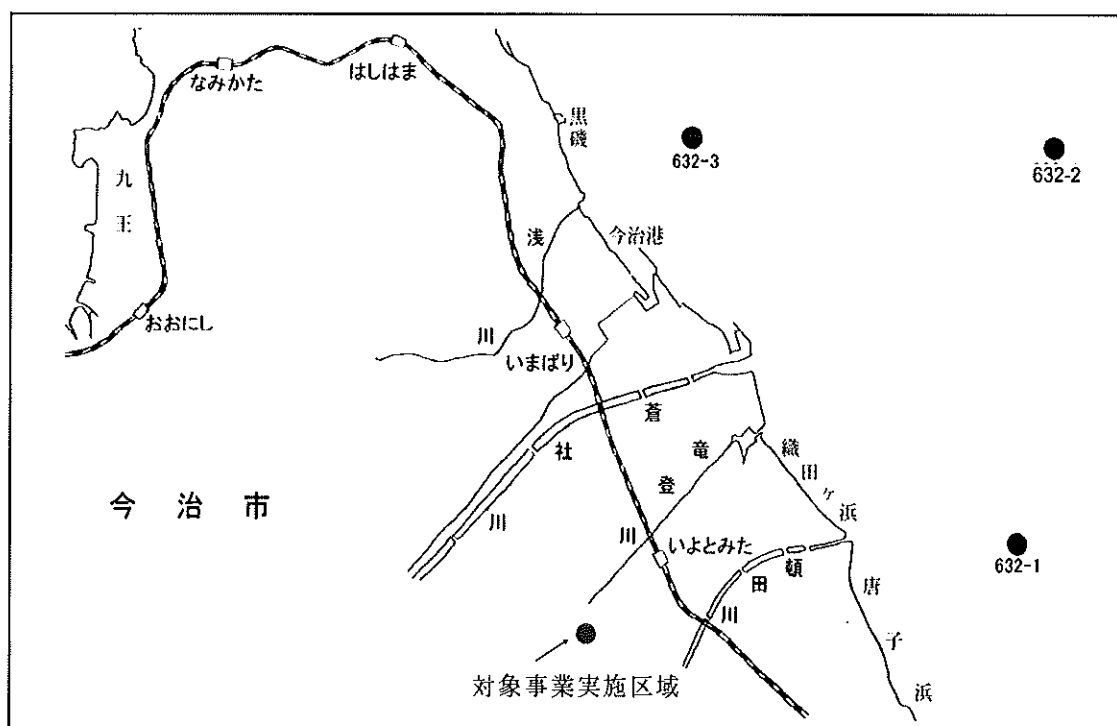 なみかた
はしはま
黒磯
632-3
632-2
九王
浅川
今治港
おおにし
いまばり
蒼社川
竜登川
織田ヶ浜
今治市
いよとみた
頓田川
632-1
唐子浜
対象事業実施区域